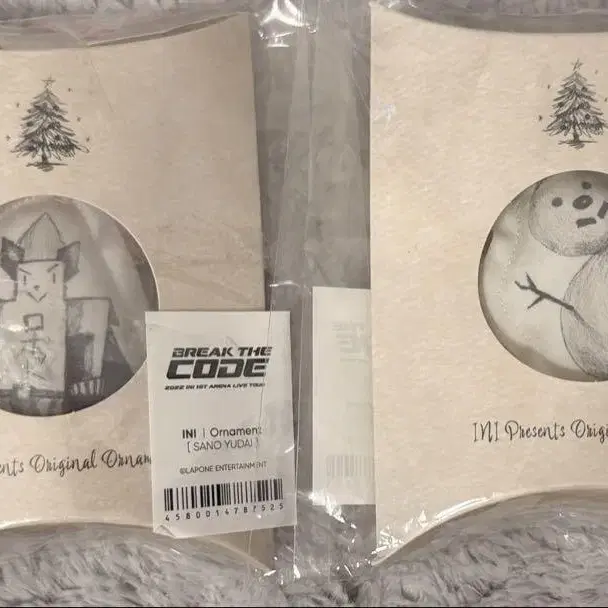 ents Original Ornam
BREAK THE
CODE
2022 INI 1ST ARENA LIVE TOUR
INI | Ornament
[ SANO YUDAI ]
©LAPONE ENTERTAINMENT
4580014787525
INI Presents Origi